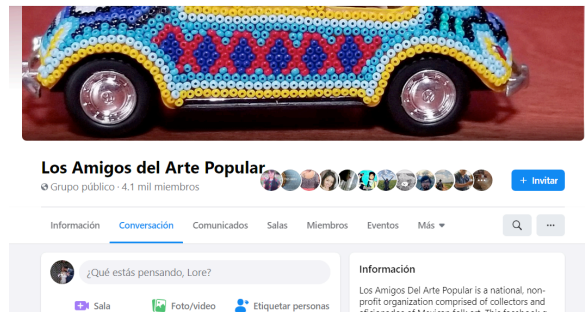 Los Amigos del Arte Popular
Grupo público · 4.1 mil miembros
+ Invitar
Información Conversación Comunicados Salas Miembros Eventos Más
¿Qué estás pensando, Lore?
Sala Foto/video Etiquetar personas
Información
Los Amigos Del Arte Popular is a national, non-
profit organization comprised of collectors and